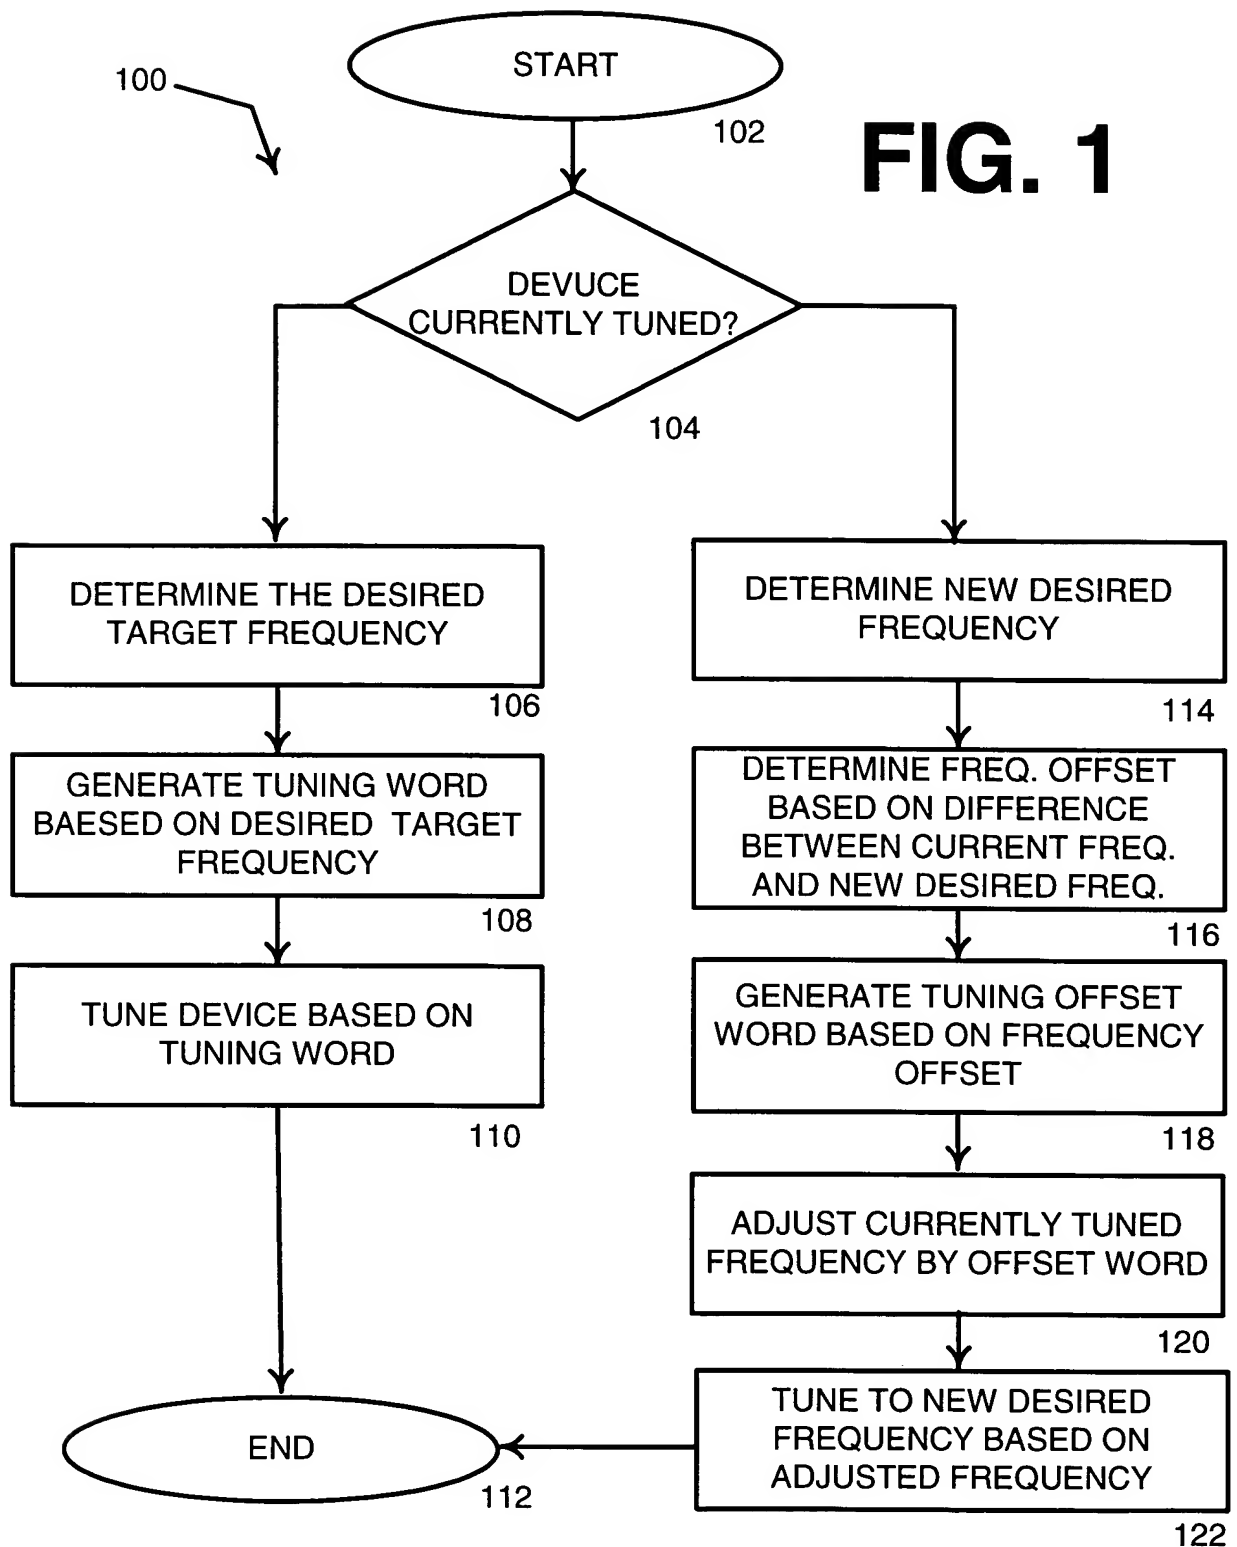 START
100
102
FIG. 1
DEVUCE
CURRENTLY TUNED?
104
DETERMINE THE DESIRED
TARGET FREQUENCY
106
GENERATE TUNING WORD
BAESED ON DESIRED TARGET
FREQUENCY
108
TUNE DEVICE BASED ON
TUNING WORD
110
END
112
DETERMINE NEW DESIRED
FREQUENCY
114
DETERMINE FREQ. OFFSET
BASED ON DIFFERENCE
BETWEEN CURRENT FREQ.
AND NEW DESIRED FREQ.
116
GENERATE TUNING OFFSET
WORD BASED ON FREQUENCY
OFFSET
118
ADJUST CURRENTLY TUNED
FREQUENCY BY OFFSET WORD
120
TUNE TO NEW DESIRED
FREQUENCY BASED ON
ADJUSTED FREQUENCY
122